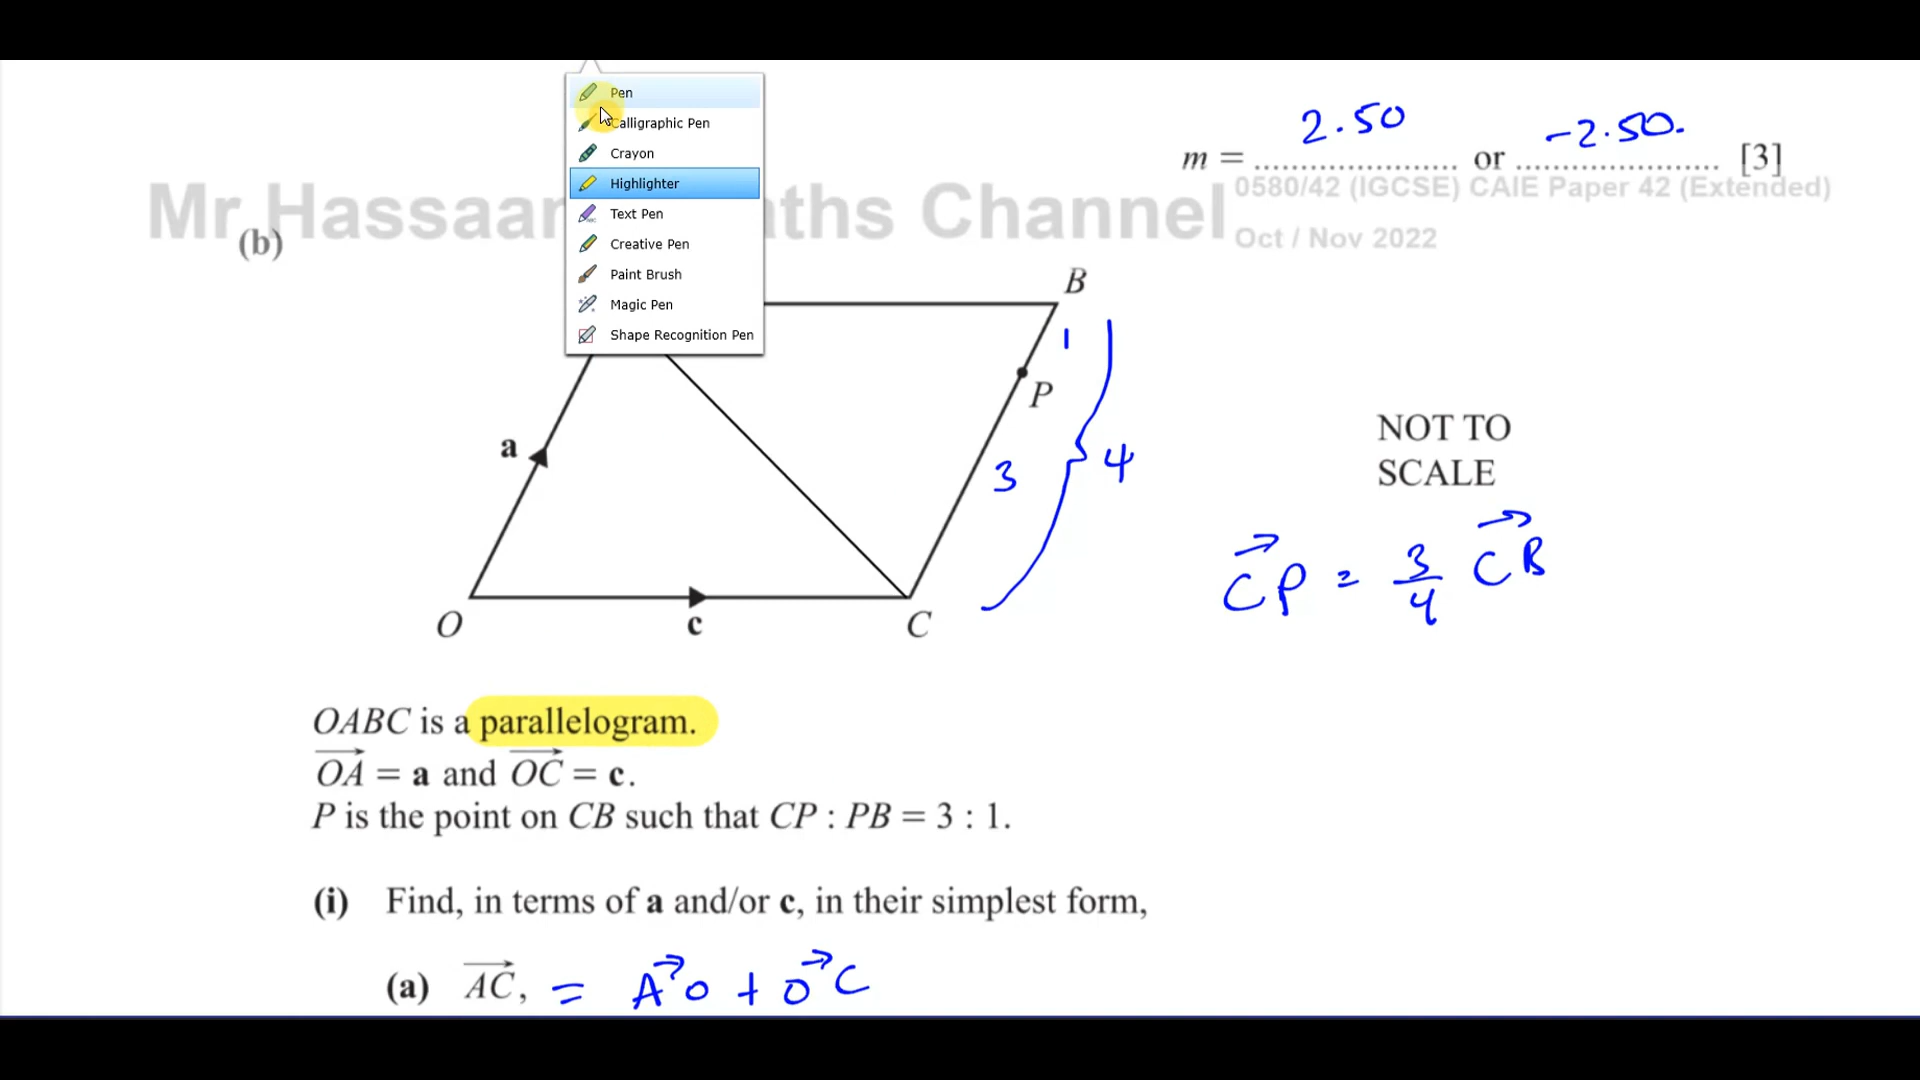 Pen
Calligraphic Pen
Crayon
Highlighter
Text Pen
Creative Pen
Paint Brush
Magic Pen
Shape Recognition Pen
2.50 -2.50.
m = ........................ or ........................ [3]
Mr Hassaan aths Channel
0580/42 (IGCSE) CAIE Paper 42 (Extended)
Oct / Nov 2022
(b)
B
1
P
a
3
4
NOT TO
SCALE
CP = 3/4 CB
O
c
C
OABC is a parallelogram.
OA = a and OC = c.
P is the point on CB such that CP : PB = 3 : 1.
(i) Find, in terms of a and/or c, in their simplest form,
(a) AC, = AO + OC